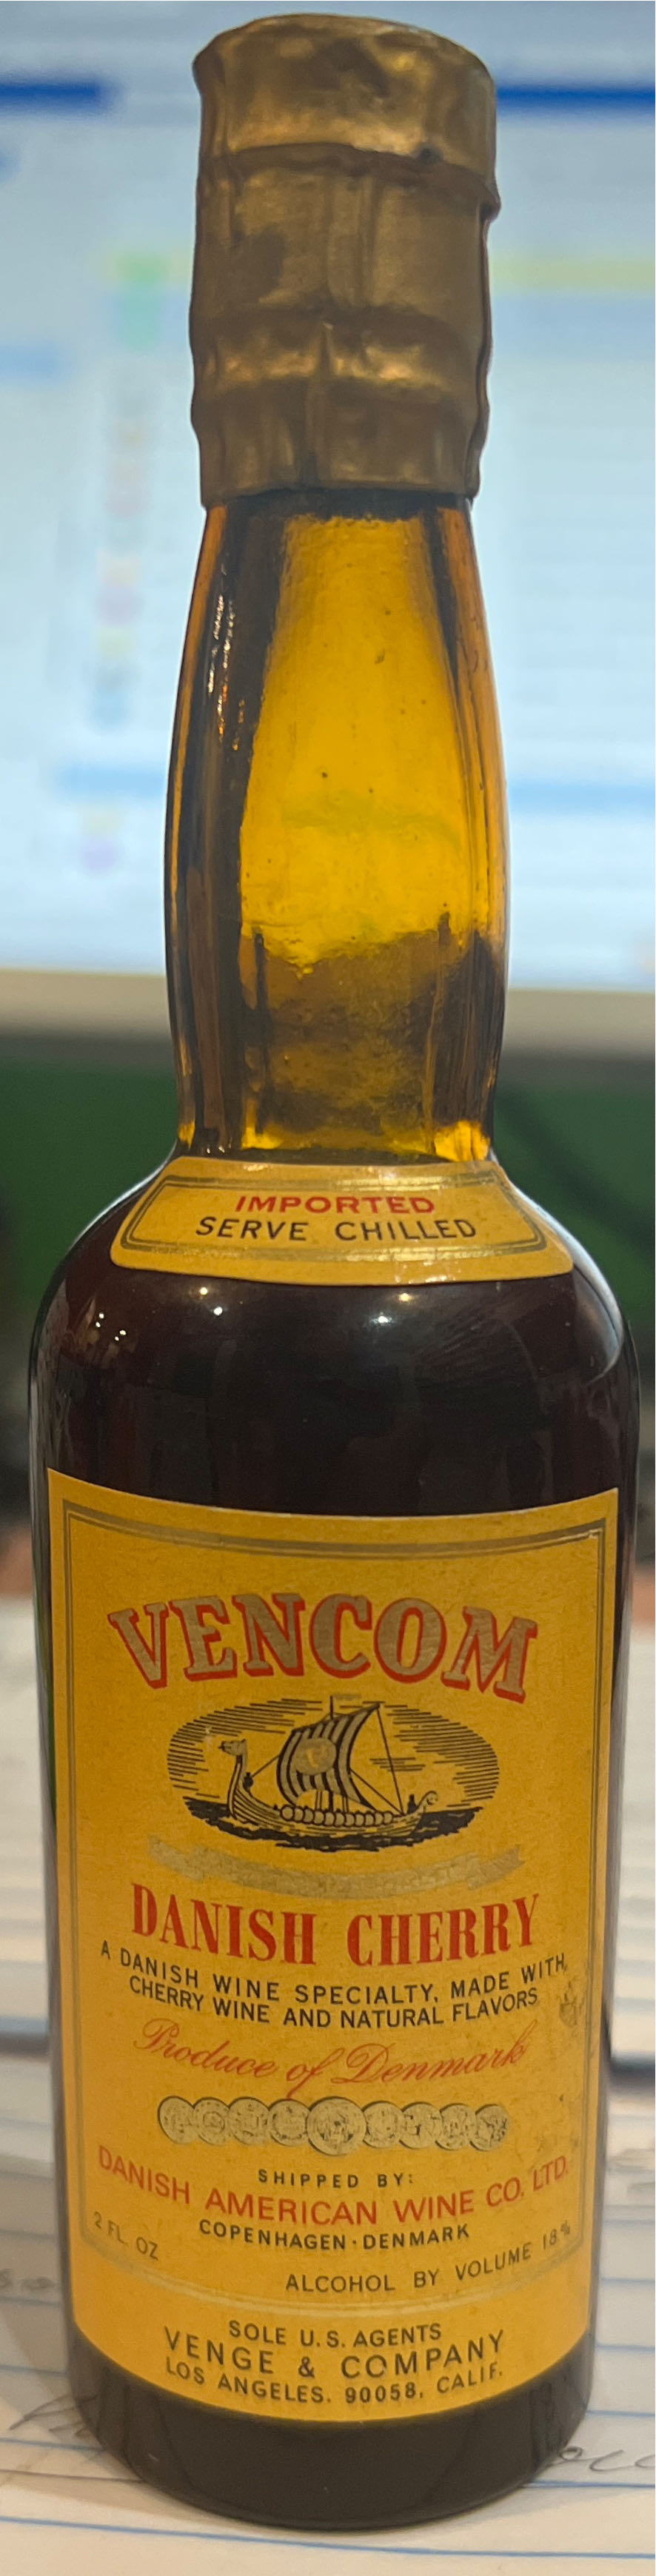 IMPORTED
SERVE CHILLED
VENCOM
DANISH CHERRY
A DANISH WINE SPECIALTY, MADE WITH
CHERRY WINE AND NATURAL FLAVORS
Produce of Denmark
SHIPPED BY:
DANISH AMERICAN WINE CO. LTD.
COPENHAGEN · DENMARK
2 FL. OZ
ALCOHOL BY VOLUME 18%
SOLE U.S. AGENTS
VENGE & COMPANY
LOS ANGELES. 90058, CALIF.